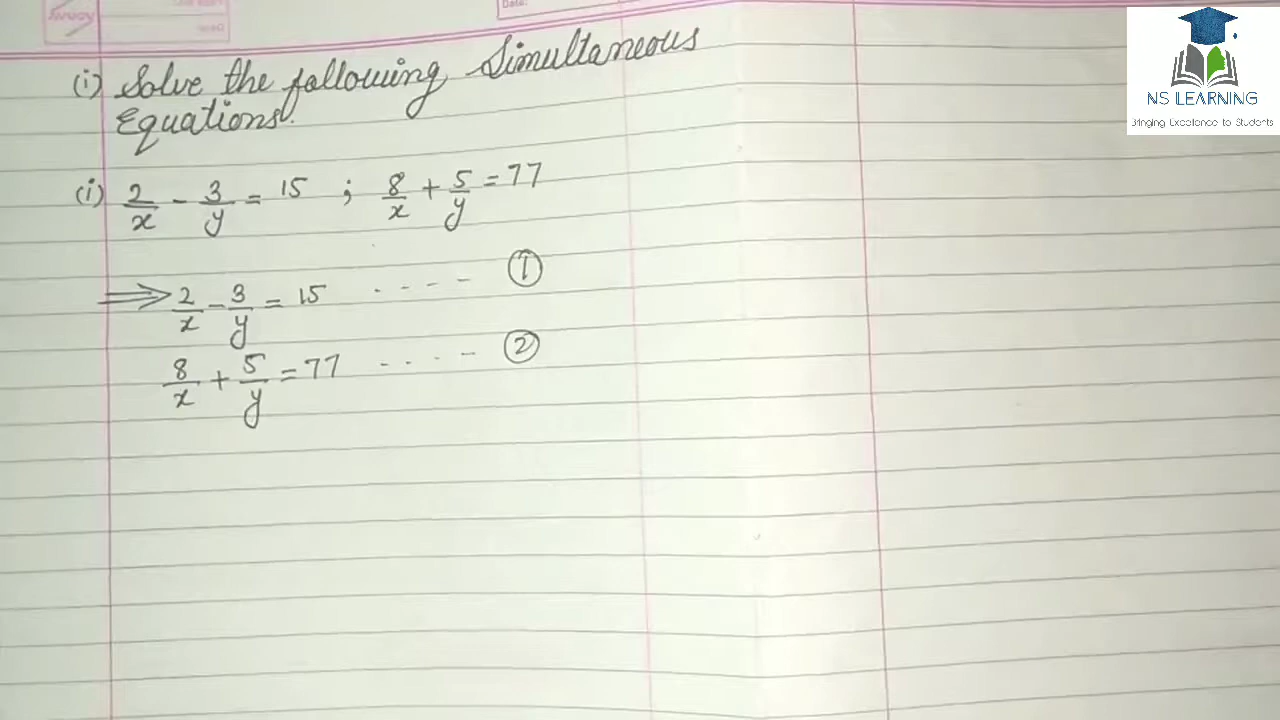 Date:
(i) Solve the following Simultaneous
Equations.
(i) 2/x - 3/y = 15 ; 8/x + 5/y = 77
⟹ 2/x - 3/y = 15 .... ①
8/x + 5/y = 77 .... ②
NS LEARNING
Bringing Excellence to Students